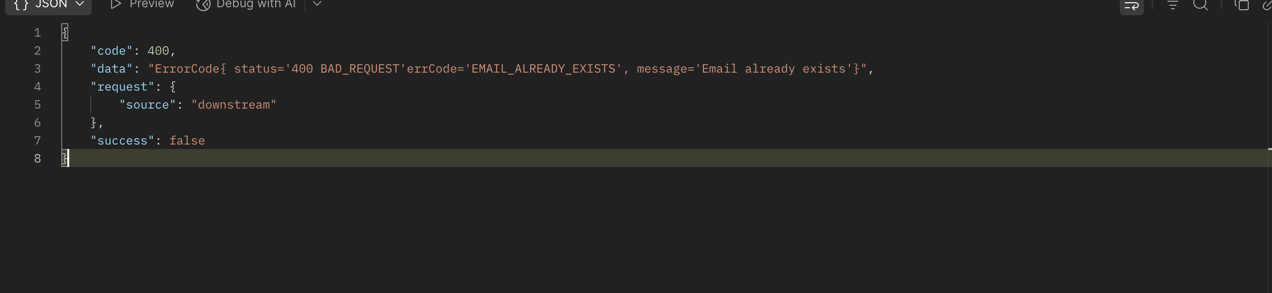 {} JSON Preview Debug with AI
1 {
2 "code": 400,
3 "data": "ErrorCode{ status='400 BAD_REQUEST'errCode='EMAIL_ALREADY_EXISTS', message='Email already exists'}",
4 "request": {
5 "source": "downstream"
6 },
7 "success": false
8 }